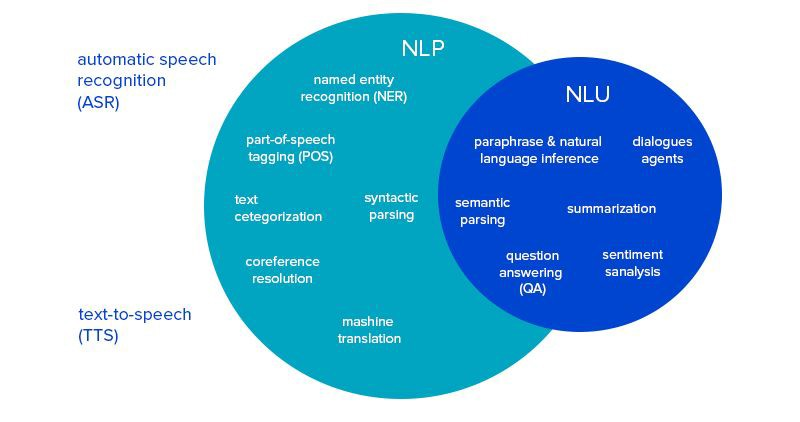 automatic speech
recognition
(ASR)
text-to-speech
(TTS)
NLP
named entity
recognition (NER)
part-of-speech
tagging (POS)
text
cetegorization
syntactic
parsing
coreference
resolution
mashine
translation
NLU
paraphrase & natural
language inference
dialogues
agents
semantic
parsing
summarization
question
answering
(QA)
sentiment
sanalysis